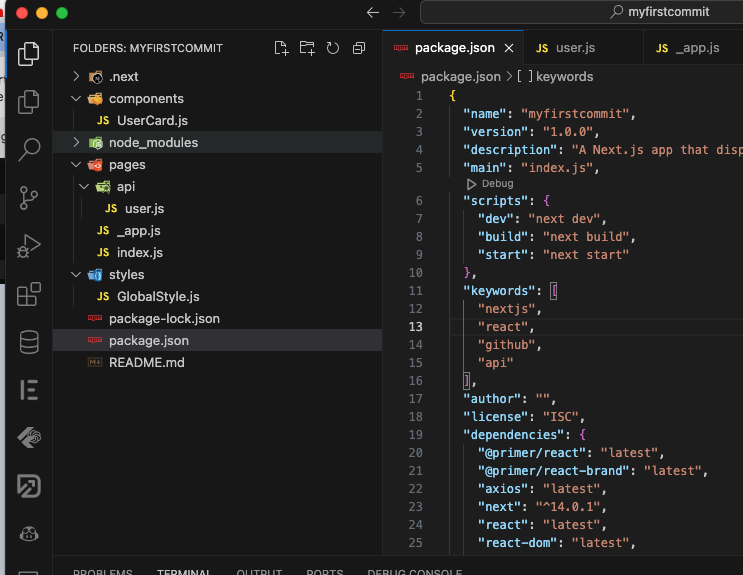 myfirstcommit
FOLDERS: MYFIRSTCOMMIT
.next
components
JS UserCard.js
node_modules
pages
api
JS user.js
JS _app.js
JS index.js
styles
JS GlobalStyle.js
package-lock.json
package.json
README.md
package.json
JS user.js
JS _app.js
package.json > [ ] keywords
1 {
2 "name": "myfirstcommit",
3 "version": "1.0.0",
4 "description": "A Next.js app that disp
5 "main": "index.js",
Debug
6 "scripts": {
7 "dev": "next dev",
8 "build": "next build",
9 "start": "next start"
10 },
11 "keywords": [
12 "nextjs",
13 "react",
14 "github",
15 "api"
16 ],
17 "author": "",
18 "license": "ISC",
19 "dependencies": {
20 "@primer/react": "latest",
21 "@primer/react-brand": "latest",
22 "axios": "latest",
23 "next": "^14.0.1",
24 "react": "latest",
25 "react-dom": "latest",
PROBLEMS TERMINAL OUTPUT PORTS DEBUG CONSOLE